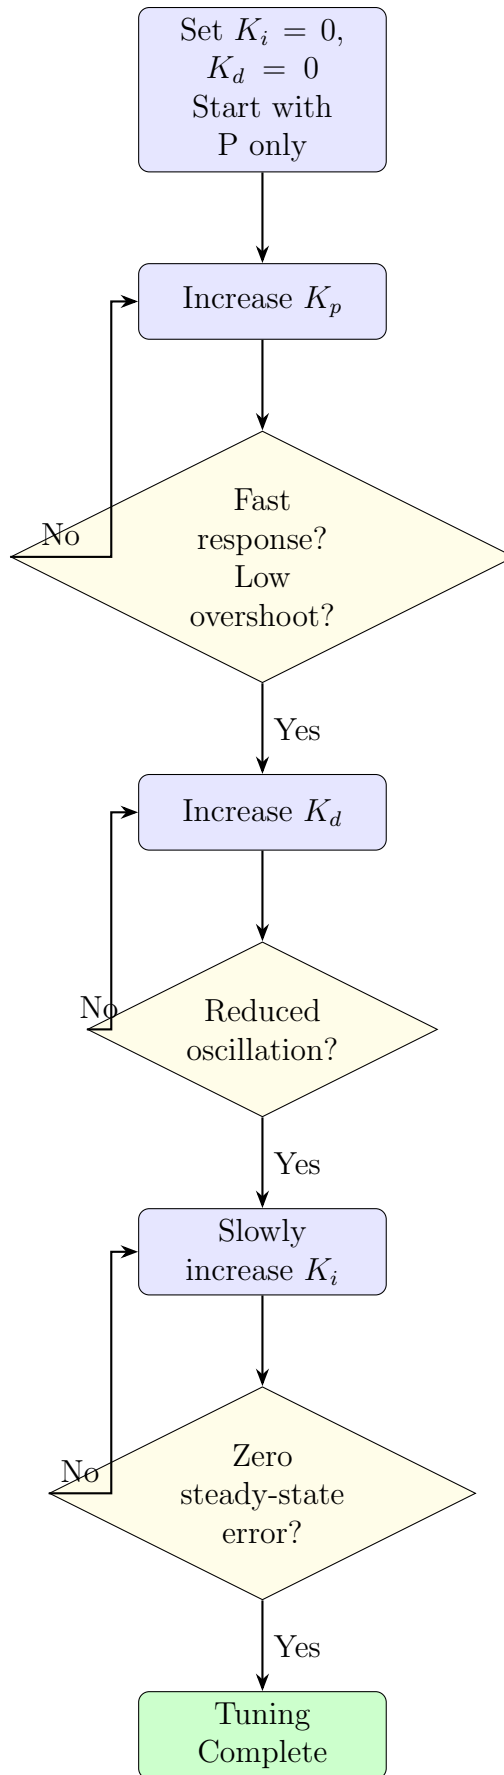 Set K_i = 0,
K_d = 0
Start with
P only
Increase K_p
Fast
response?
Low
overshoot?
No
Yes
Increase K_d
Reduced
oscillation?
No
Yes
Slowly
increase K_i
Zero
steady-state
error?
No
Yes
Tuning
Complete